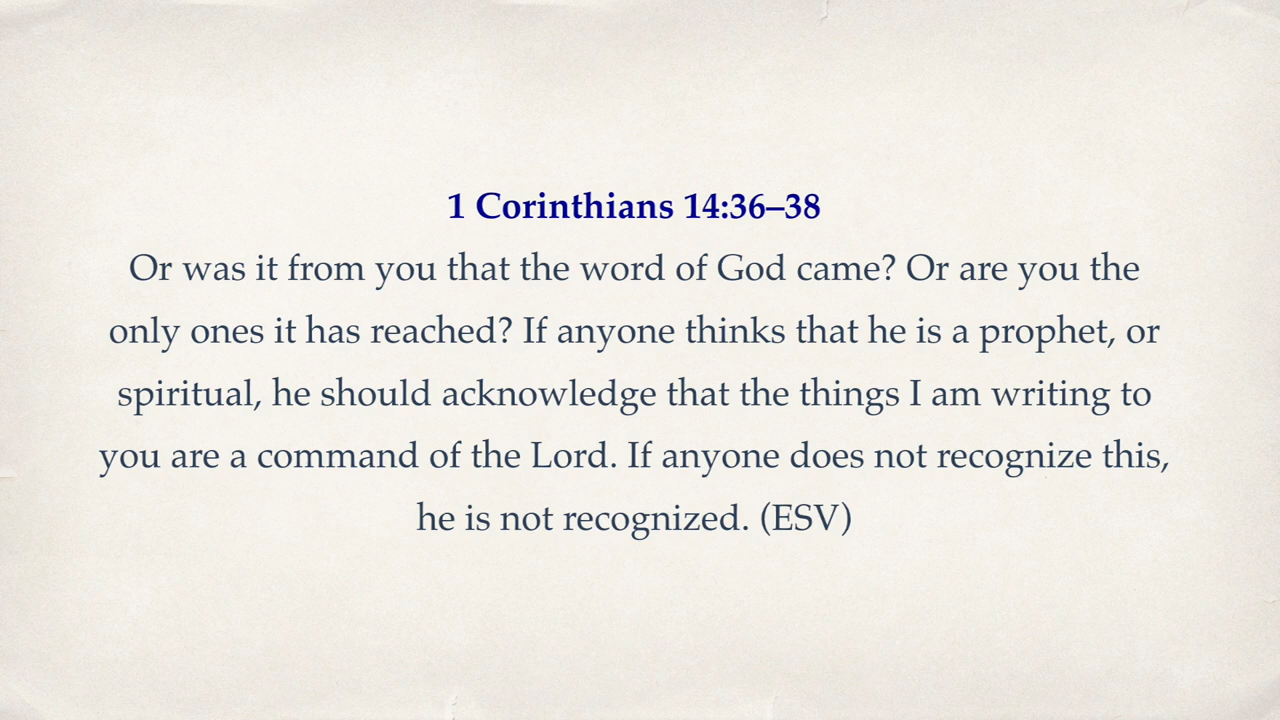 1 Corinthians 14:36–38
Or was it from you that the word of God came? Or are you the
only ones it has reached? If anyone thinks that he is a prophet, or
spiritual, he should acknowledge that the things I am writing to
you are a command of the Lord. If anyone does not recognize this,
he is not recognized. (ESV)